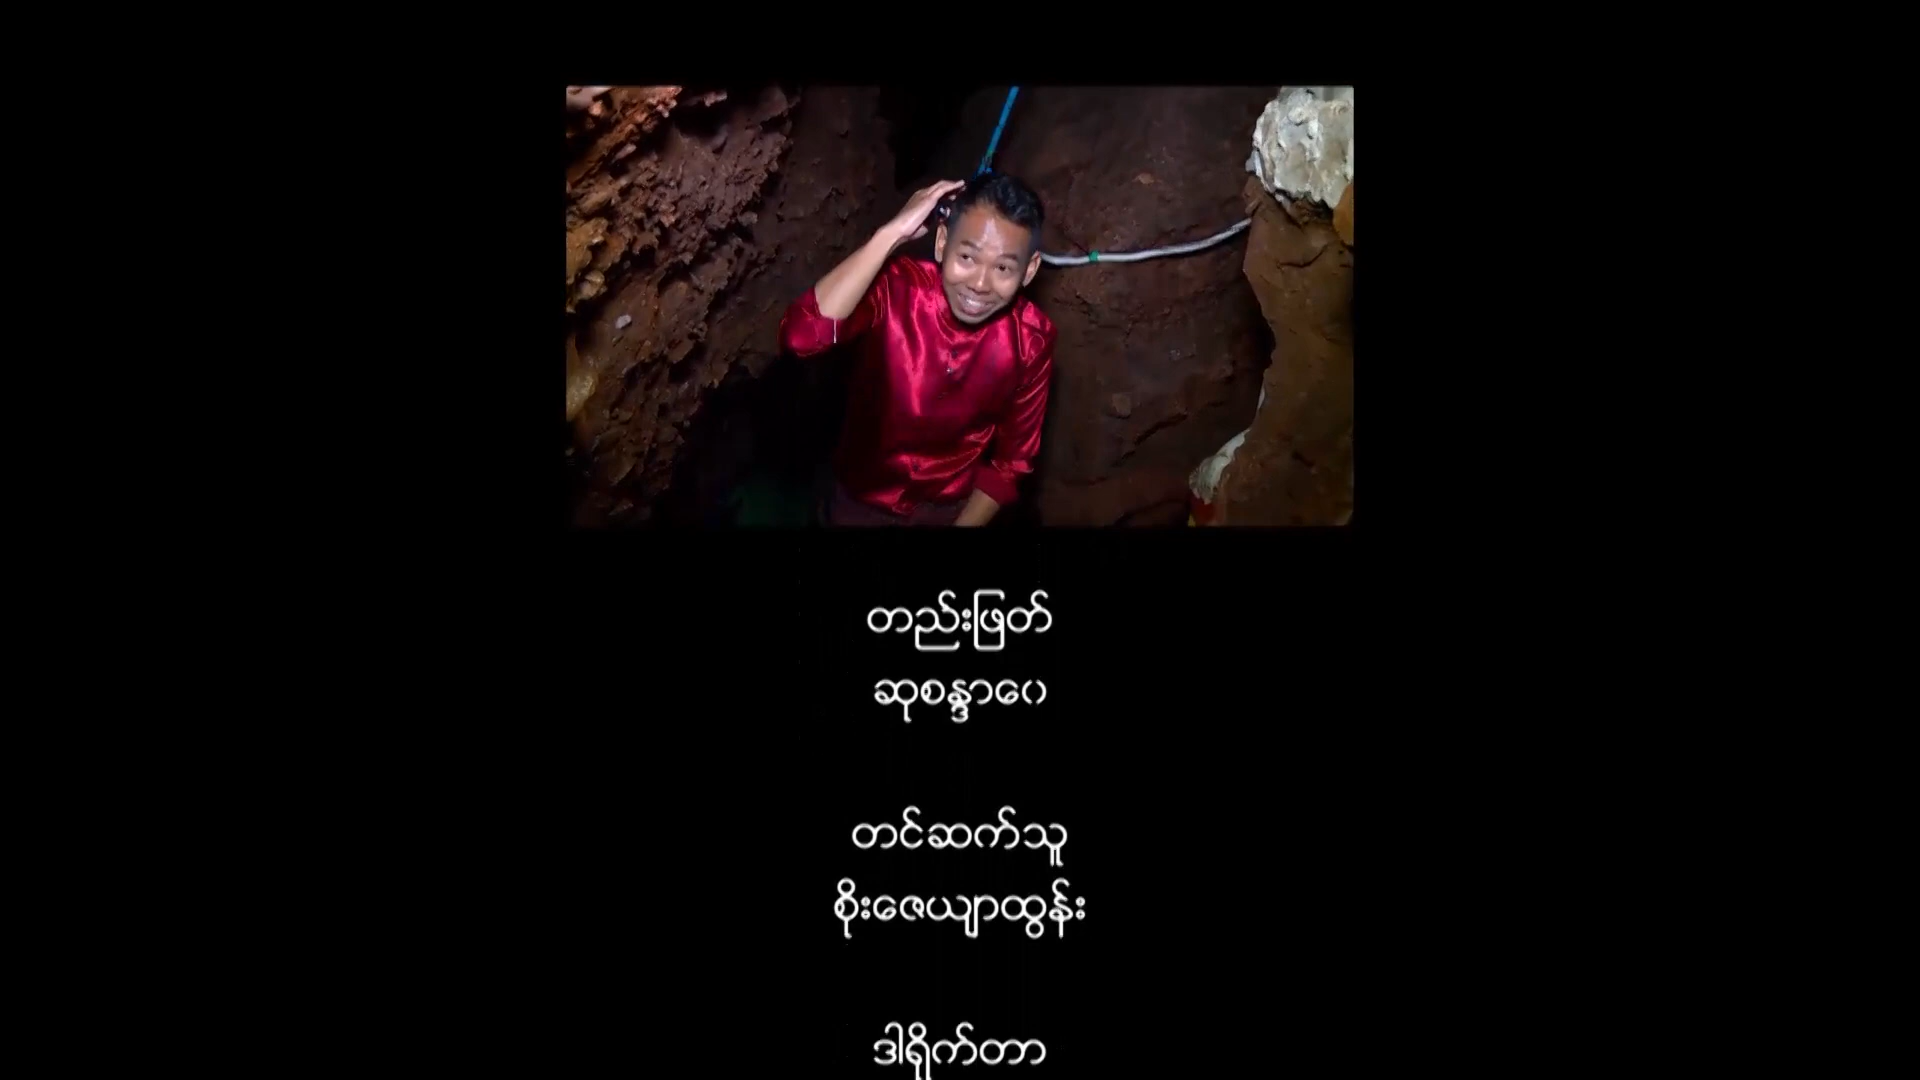 တည်းဖြတ်
ဆုစန္ဒာပေ
တင်ဆက်သူ
စိုးဇေယျာထွန်း
ဒါရိုက်တာ